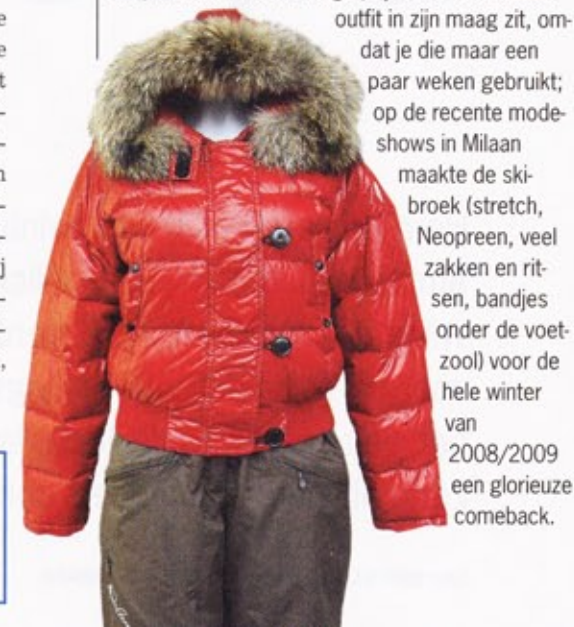 outfit in zijn maag zit, om-
dat je die maar een
paar weken gebruikt;
op de recente mode-
shows in Milaan
maakte de ski-
broek (stretch,
Neopreen, veel
zakken en rit-
sen, bandjes
onder de voet-
zool) voor de
hele winter
van
2008/2009
een glorieuze
comeback.